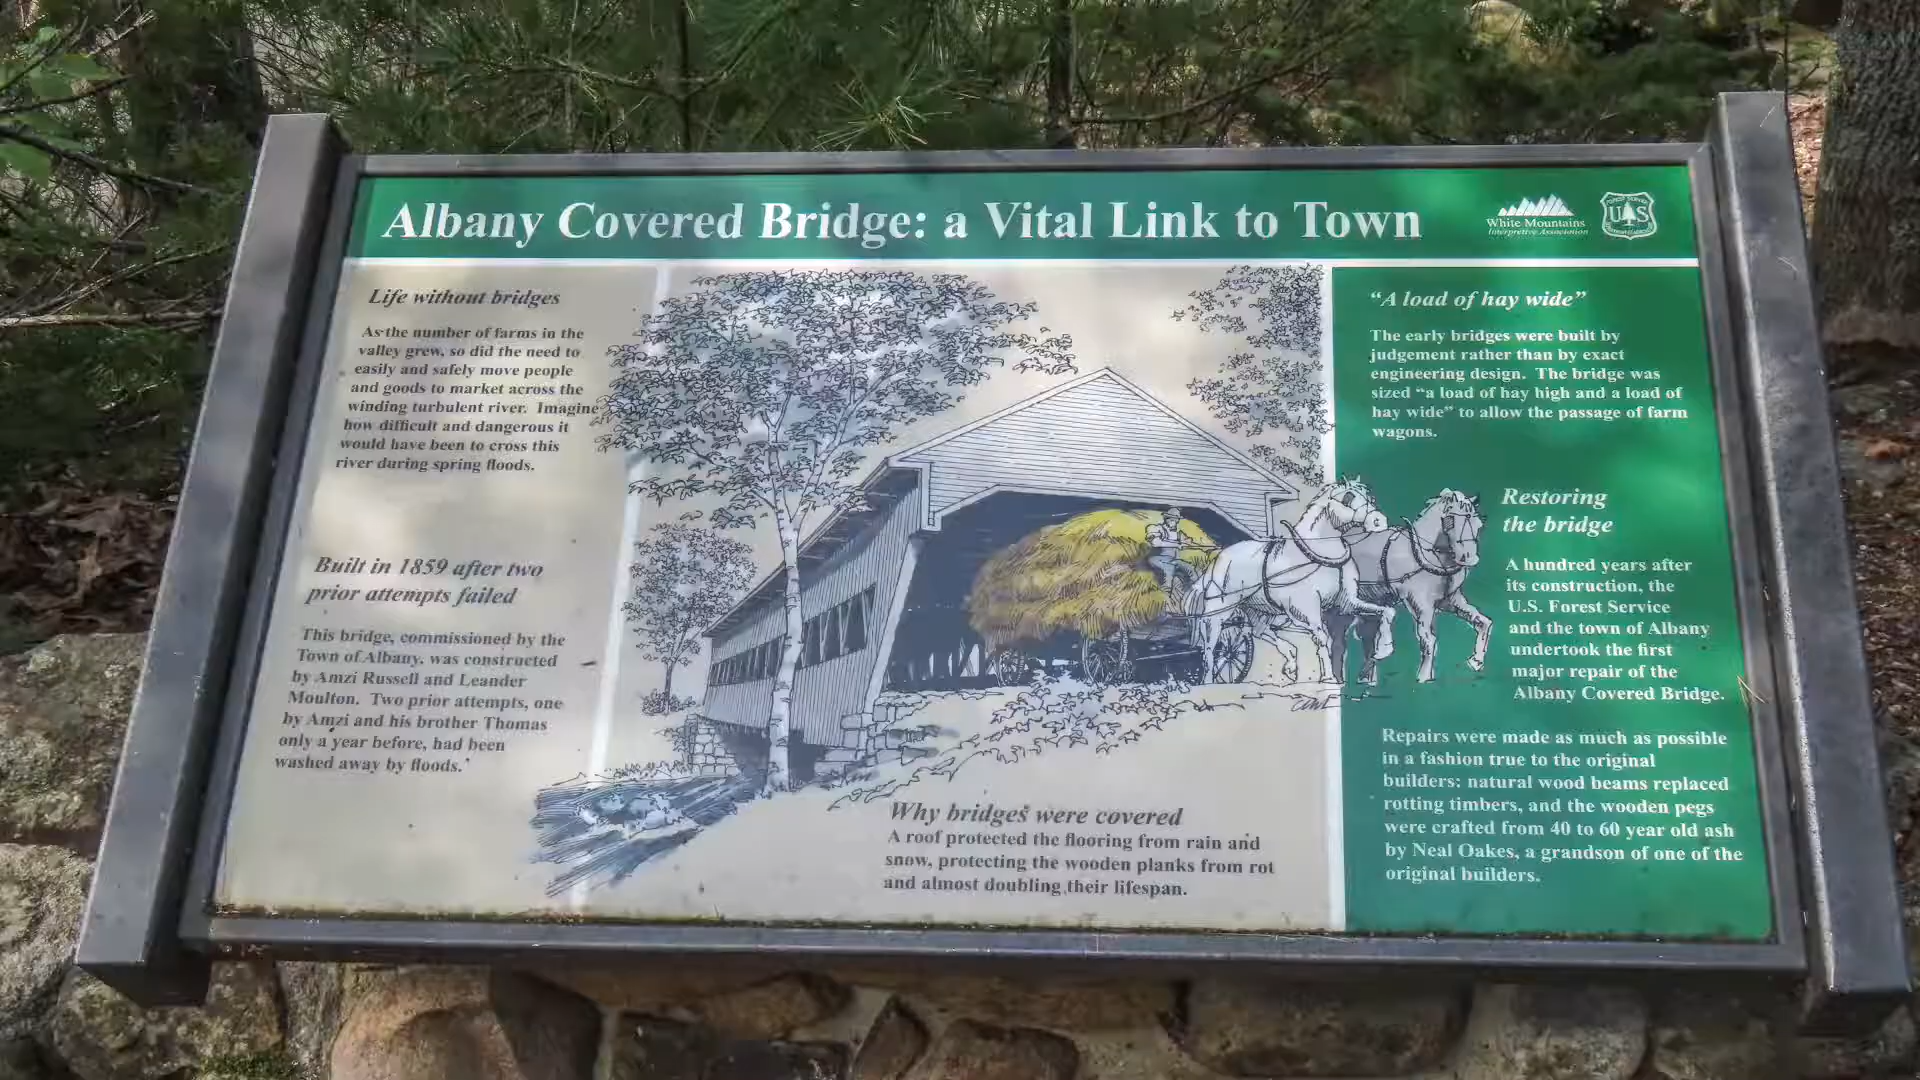 Albany Covered Bridge: a Vital Link to Town
White Mountains
Interpretive Association
FOREST SERVICE
US
Life without bridges
As the number of farms in the
valley grew, so did the need to
easily and safely move people
and goods to market across the
winding turbulent river. Imagine
how difficult and dangerous it
would have been to cross this
river during spring floods.
Built in 1859 after two
prior attempts failed
This bridge, commissioned by the
Town of Albany, was constructed
by Amzi Russell and Leander
Moulton. Two prior attempts, one
by Amzi and his brother Thomas
only a year before, had been
washed away by floods.
Why bridges were covered
A roof protected the flooring from rain and
snow, protecting the wooden planks from rot
and almost doubling their lifespan.
“A load of hay wide”
The early bridges were built by
judgement rather than by exact
engineering design. The bridge was
sized “a load of hay high and a load of
hay wide” to allow the passage of farm
wagons.
Restoring
the bridge
A hundred years after
its construction, the
U.S. Forest Service
and the town of Albany
undertook the first
major repair of the
Albany Covered Bridge.
Repairs were made as much as possible
in a fashion true to the original
builders: natural wood beams replaced
rotting timbers, and the wooden pegs
were crafted from 40 to 60 year old ash
by Neal Oakes, a grandson of one of the
original builders.